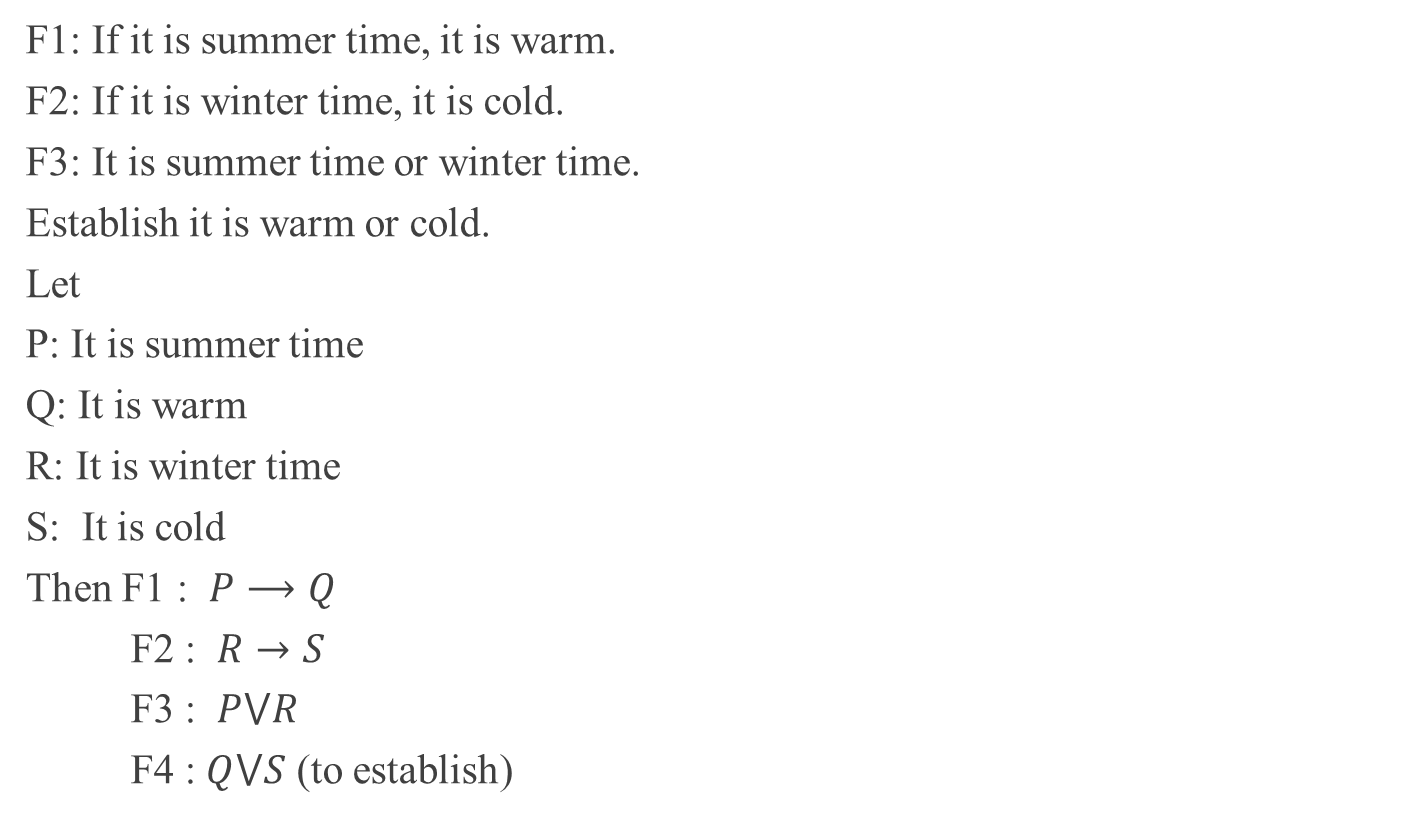 F1: If it is summer time, it is warm.
F2: If it is winter time, it is cold.
F3: It is summer time or winter time.
Establish it is warm or cold.
Let
P: It is summer time
Q: It is warm
R: It is winter time
S:  It is cold
Then F1 :  P ⟶ Q
F2 :  R → S
F3 :  P⋁R
F4 : Q⋁S (to establish)